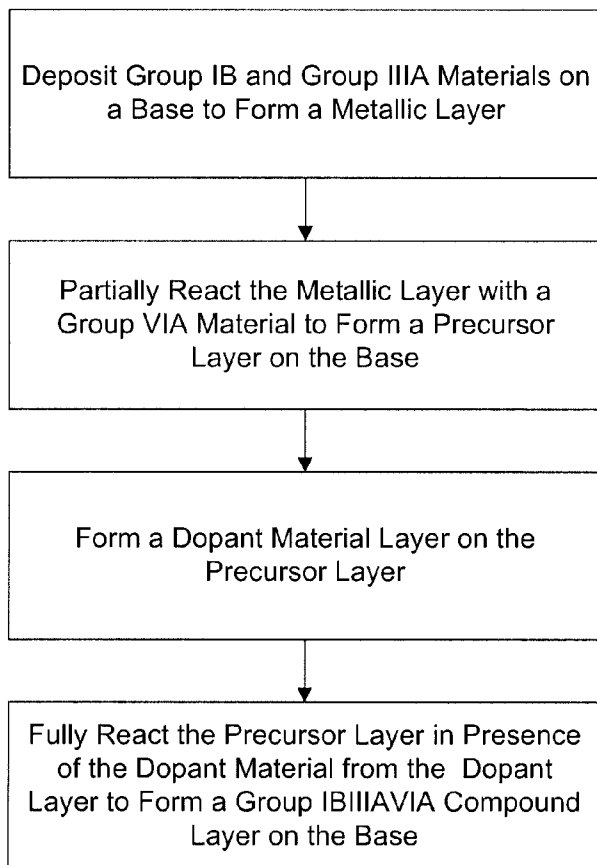 Deposit Group IB and Group IIIA Materials on
a Base to Form a Metallic Layer
Partially React the Metallic Layer with a
Group VIA Material to Form a Precursor
Layer on the Base
Form a Dopant Material Layer on the
Precursor Layer
Fully React the Precursor Layer in Presence
of the Dopant Material from the Dopant
Layer to Form a Group IBIIIAVIA Compound
Layer on the Base